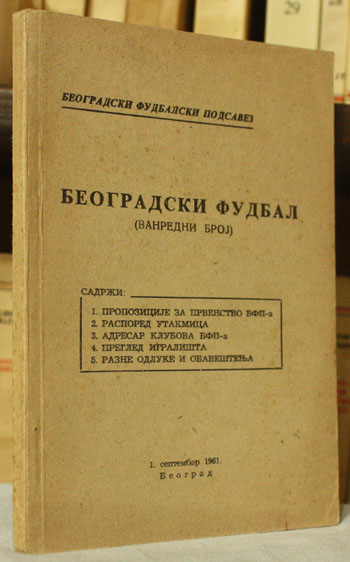 29
БЕОГРАДСКИ ФУДБАЛСКИ ПОДСАВЕЗ
БЕОГРАДСКИ ФУДБАЛ
(ВАНРЕДНИ БРОЈ)
САДРЖИ:
1. ПРОПОЗИЦИЈЕ ЗА ПРВЕНСТВО БФП-а
2. РАСПОРЕД УТАКМИЦА
3. АДРЕСАР КЛУБОВА БФП-а
4. ПРЕГЛЕД ИГРАЛИШТА
5. РАЗНЕ ОДЛУКЕ И ОБАВЕШТЕЊА
1. септембар 1961.
Београд